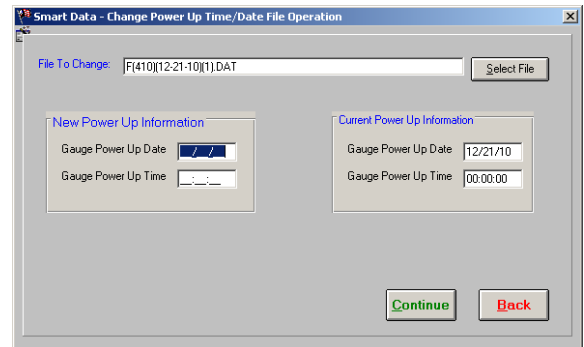 Smart Data - Change Power Up Time/Date File Operation
File To Change: F(410)(12-21-10)(1).DAT Select File
New Power Up Information
Gauge Power Up Date __/__/__
Gauge Power Up Time __:__:__
Current Power Up Information
Gauge Power Up Date 12/21/10
Gauge Power Up Time 00:00:00
Continue Back